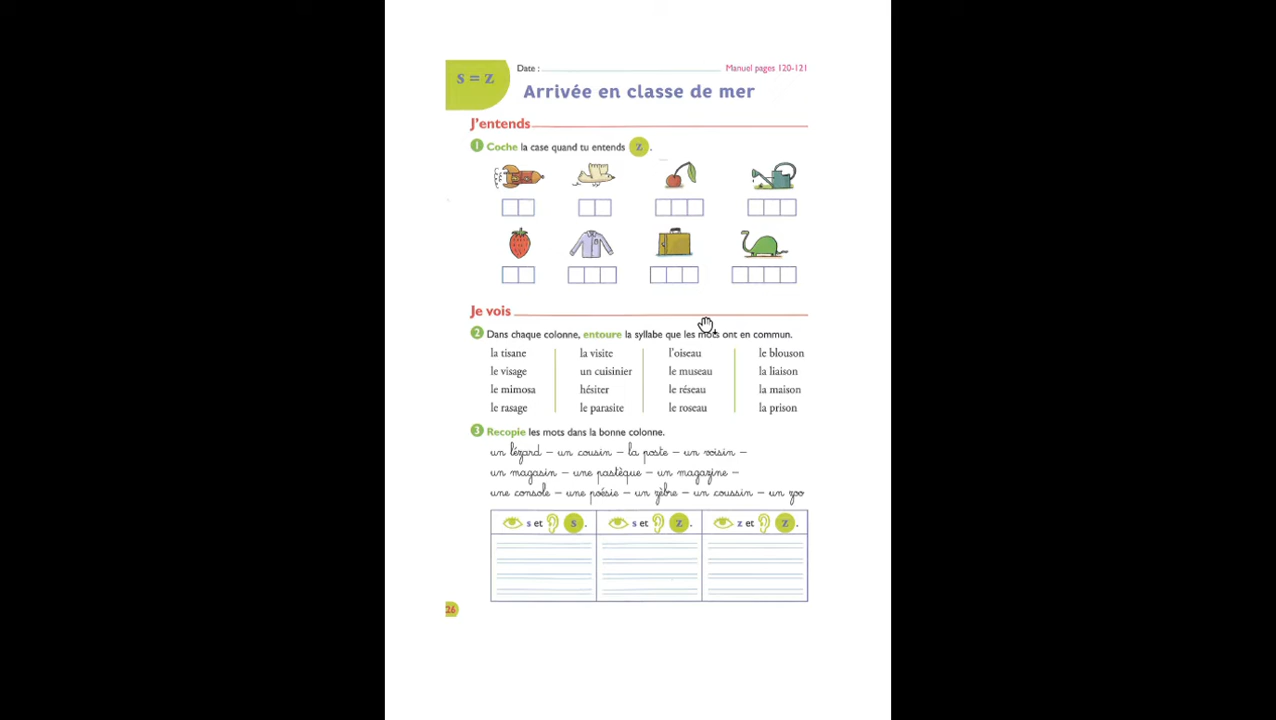 s = z
Date :
Manuel pages 120-121
Arrivée en classe de mer
J'entends
1 Coche la case quand tu entends z.
Je vois
2 Dans chaque colonne, entoure la syllabe que les mots ont en commun.
la tisane la visite l'oiseau le blouson
le visage un cuisinier le museau la liaison
le mimosa hésiter le réseau la maison
le rasage le parasite le roseau la prison
3 Recopie les mots dans la bonne colonne.
un lézard – un cousin – la poste – un voisin –
un magasin – une pastèque – un magazine –
une console – une poésie – un zèbre – un coussin – un zoo
s et s. s et z. z et z.
26